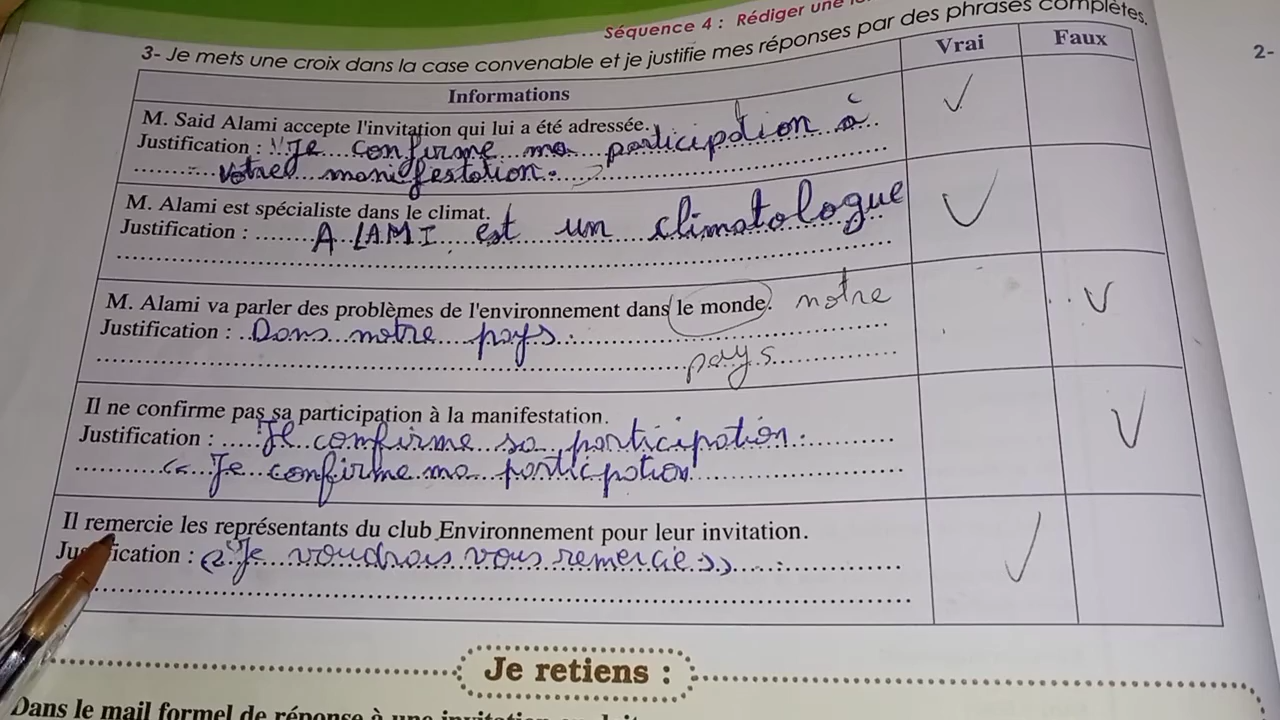 Séquence 4 : Rédiger une
3- Je mets une croix dans la case convenable et je justifie mes réponses par des phrases complètes.
2-
Informations
Vrai
Faux
M. Said Alami accepte l'invitation qui lui a été adressée.
Justification : "Je confirme ma participation à
votre manifestation.
M. Alami est spécialiste dans le climat.
Justification : ALAMI est un climatologue
M. Alami va parler des problèmes de l'environnement dans le monde. notre
Justification : Dans notre pays.
pays
Il ne confirme pas sa participation à la manifestation.
Justification : Il confirme sa participation.
<< Je confirme ma participation
Il remercie les représentants du club Environnement pour leur invitation.
Justification : << Je voudrais vous remercie >>
Je retiens :
Dans le mail formel de réponse à une